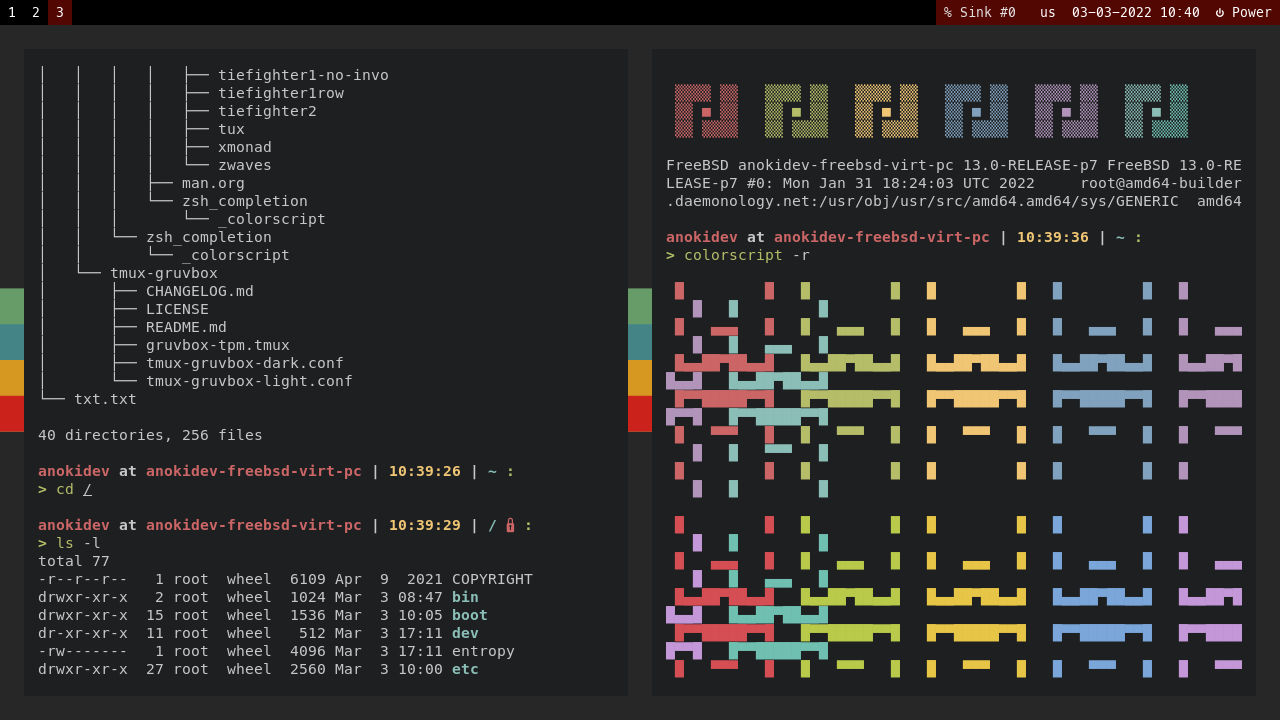 1 2 3 % Sink #0 us 03-03-2022 10:40 ⏻ Power
│   │   │   │   ├── tiefighter1-no-invo
│   │   │   │   ├── tiefighter1row
│   │   │   │   ├── tiefighter2
│   │   │   │   ├── tux
│   │   │   │   ├── xmonad
│   │   │   │   └── zwaves
│   │   │   ├── man.org
│   │   │   └── zsh_completion
│   │   │       └── _colorscript
│   │   └── zsh_completion
│   │       └── _colorscript
│   └── tmux-gruvbox
│       ├── CHANGELOG.md
│       ├── LICENSE
│       ├── README.md
│       ├── gruvbox-tpm.tmux
│       ├── tmux-gruvbox-dark.conf
│       └── tmux-gruvbox-light.conf
└── txt.txt
40 directories, 256 files
anokidev at anokidev-freebsd-virt-pc | 10:39:26 | ~ :
> cd /
anokidev at anokidev-freebsd-virt-pc | 10:39:29 | / :
> ls -l
total 77
-r--r--r--   1 root  wheel  6109 Apr  9  2021 COPYRIGHT
drwxr-xr-x   2 root  wheel  1024 Mar  3 08:47 bin
drwxr-xr-x  15 root  wheel  1536 Mar  3 10:05 boot
dr-xr-xr-x  11 root  wheel   512 Mar  3 17:11 dev
-rw-------   1 root  wheel  4096 Mar  3 17:11 entropy
drwxr-xr-x  27 root  wheel  2560 Mar  3 10:00 etc
FreeBSD anokidev-freebsd-virt-pc 13.0-RELEASE-p7 FreeBSD 13.0-RE
LEASE-p7 #0: Mon Jan 31 18:24:03 UTC 2022     root@amd64-builder
.daemonology.net:/usr/obj/usr/src/amd64.amd64/sys/GENERIC  amd64
anokidev at anokidev-freebsd-virt-pc | 10:39:36 | ~ :
> colorscript -r